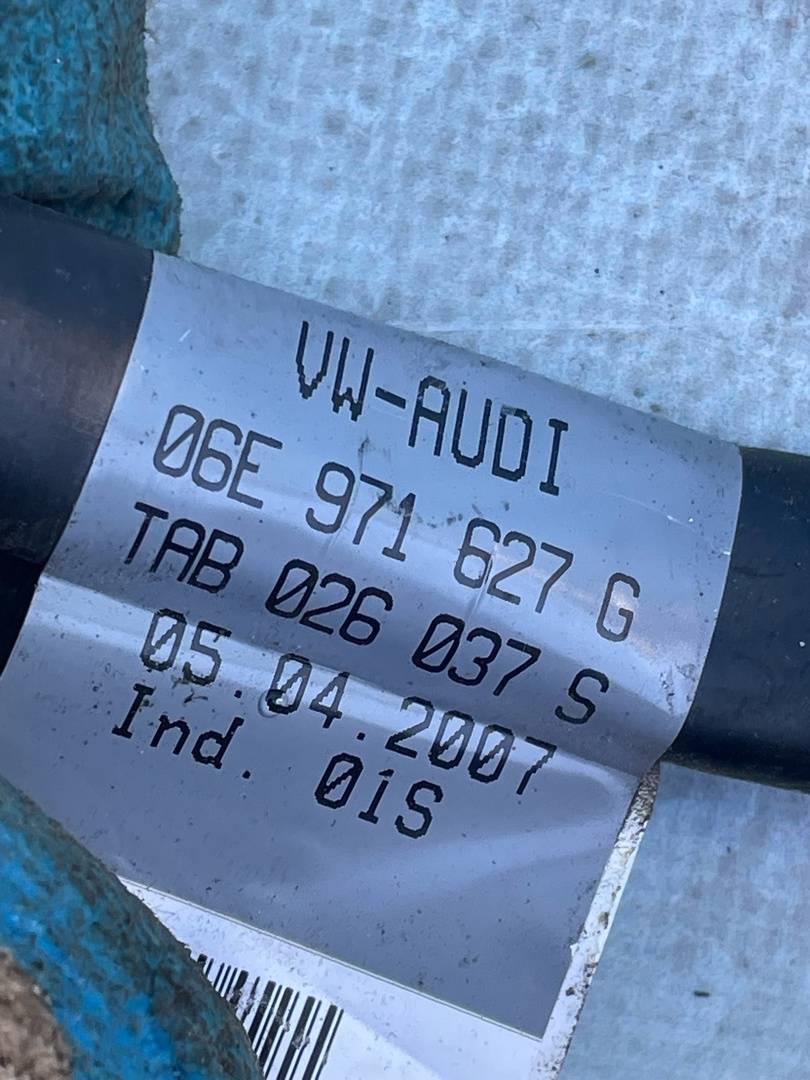 VW-AUDI
06E 971 627 G
TAB 026 037 S
05.04.2007
Ind. 01S